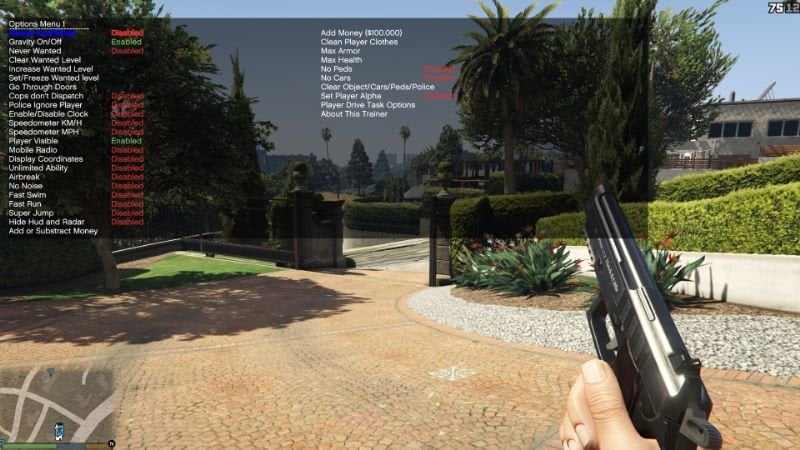 Options Menu 1
Disabled
Gravity On/Off Enabled
Never Wanted Disabled
Clear Wanted Level
Increase Wanted Level
Set/Freeze Wanted level
Go Through Doors
Cops don't Dispatch Disabled
Police Ignore Player Disabled
Enable/Disable Clock Disabled
Speedometer KM/H Disabled
Speedometer MPH Disabled
Player Visible Enabled
Mobile Radio Disabled
Display Coordinates Disabled
Unlimited Ability Disabled
Airbreak Disabled
No Noise Disabled
Fast Swim Disabled
Fast Run Disabled
Super Jump Disabled
Hide Hud and Radar Disabled
Add or Substract Money
Add Money ($100.000)
Clean Player Clothes
Max Armor
Max Health
No Peds Disabled
No Cars Disabled
Clear Object/Cars/Peds/Police
Set Player Alpha Disabled
Player Drive Task Options
About This Trainer